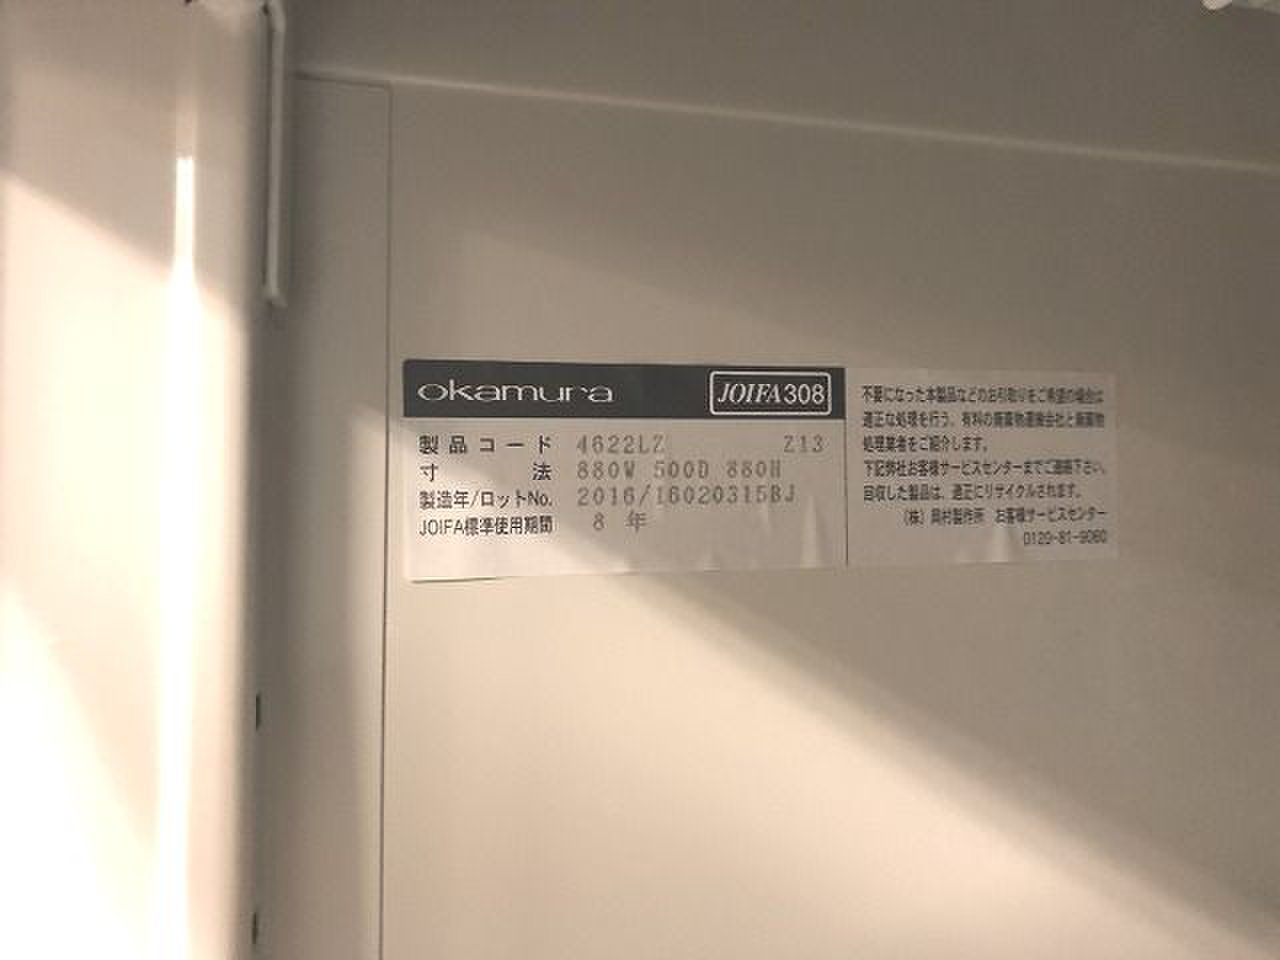 okamura JOIFA308
製品コード 4622LZ Z13
寸法 880W 500D 880H
製造年/ロットNo. 2016/16020315BJ
JOIFA標準使用期間 8 年
不要になった本製品などのお引取りをご希望の場合は
適正な処理を行う、有料の廃棄物運搬会社と廃棄物
処理業者をご紹介します。
下記弊社お客様サービスセンターまでご連絡下さい。
回収した製品は、適正にリサイクルされます。
(株)岡村製作所 お客様サービスセンター
0120-81-9060